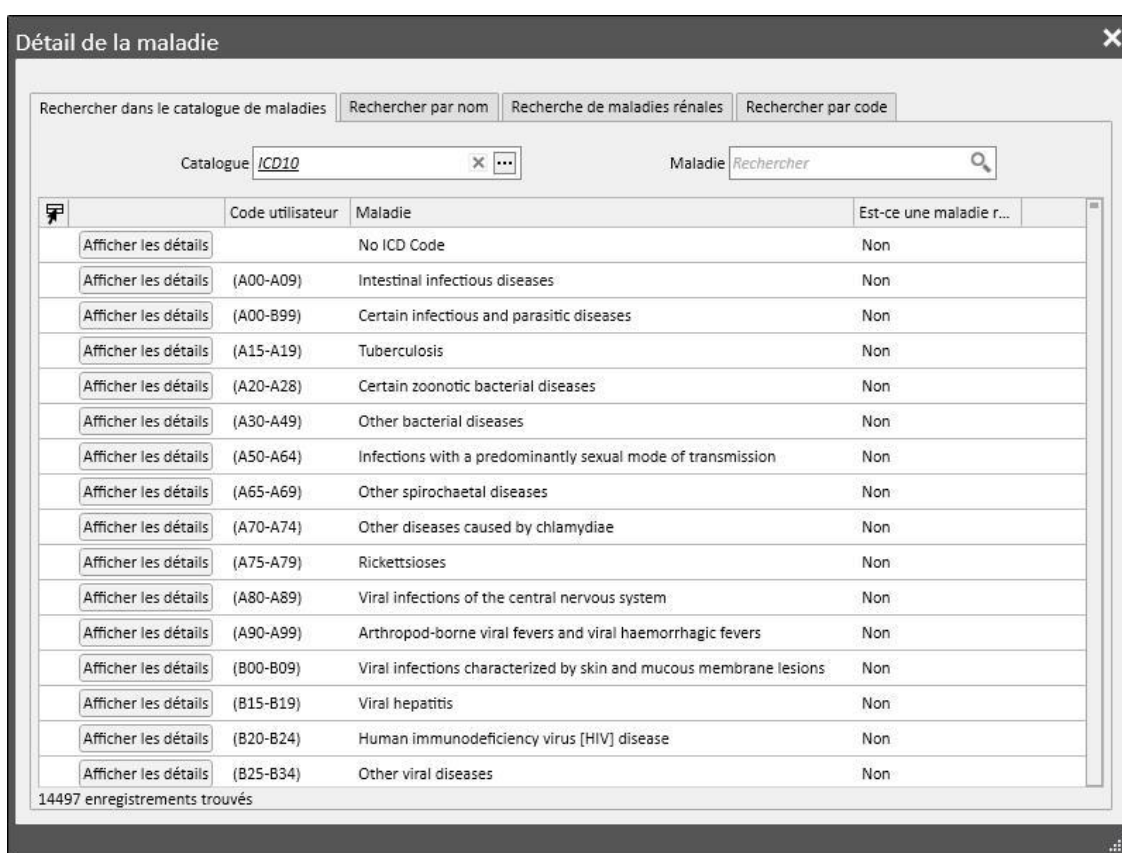 Détail de la maladie
Rechercher dans le catalogue de maladies Rechercher par nom Recherche de maladies rénales Rechercher par code
Catalogue ICD10 Maladie Rechercher
Code utilisateur Maladie Est-ce une maladie r...
Afficher les détails No ICD Code Non
Afficher les détails (A00-A09) Intestinal infectious diseases Non
Afficher les détails (A00-B99) Certain infectious and parasitic diseases Non
Afficher les détails (A15-A19) Tuberculosis Non
Afficher les détails (A20-A28) Certain zoonotic bacterial diseases Non
Afficher les détails (A30-A49) Other bacterial diseases Non
Afficher les détails (A50-A64) Infections with a predominantly sexual mode of transmission Non
Afficher les détails (A65-A69) Other spirochaetal diseases Non
Afficher les détails (A70-A74) Other diseases caused by chlamydiae Non
Afficher les détails (A75-A79) Rickettsioses Non
Afficher les détails (A80-A89) Viral infections of the central nervous system Non
Afficher les détails (A90-A99) Arthropod-borne viral fevers and viral haemorrhagic fevers Non
Afficher les détails (B00-B09) Viral infections characterized by skin and mucous membrane lesions Non
Afficher les détails (B15-B19) Viral hepatitis Non
Afficher les détails (B20-B24) Human immunodeficiency virus [HIV] disease Non
Afficher les détails (B25-B34) Other viral diseases Non
14497 enregistrements trouvés